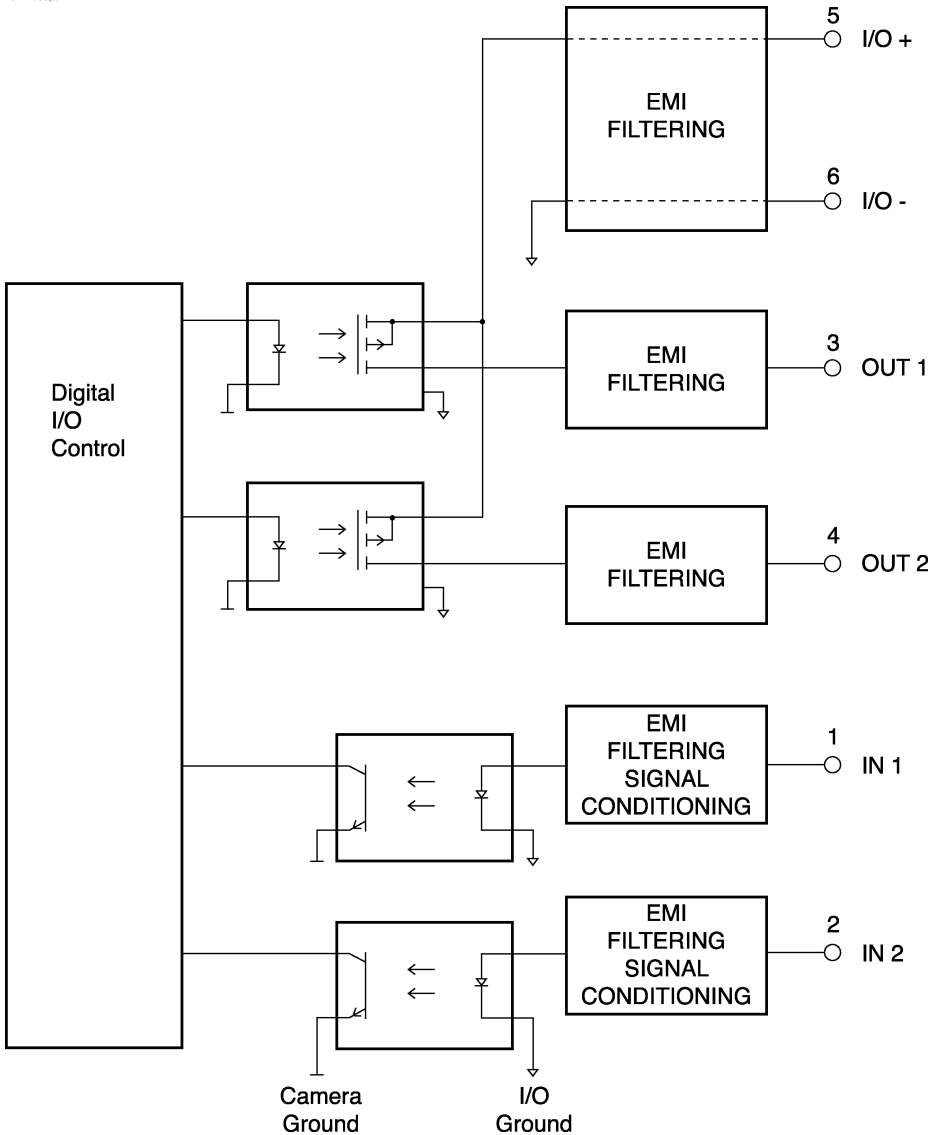 5
I/O +
EMI
FILTERING
6
I/O -
Digital
I/O
Control
EMI
FILTERING
3
OUT 1
EMI
FILTERING
4
OUT 2
EMI
FILTERING
SIGNAL
CONDITIONING
1
IN 1
EMI
FILTERING
SIGNAL
CONDITIONING
2
IN 2
Camera
Ground
I/O
Ground